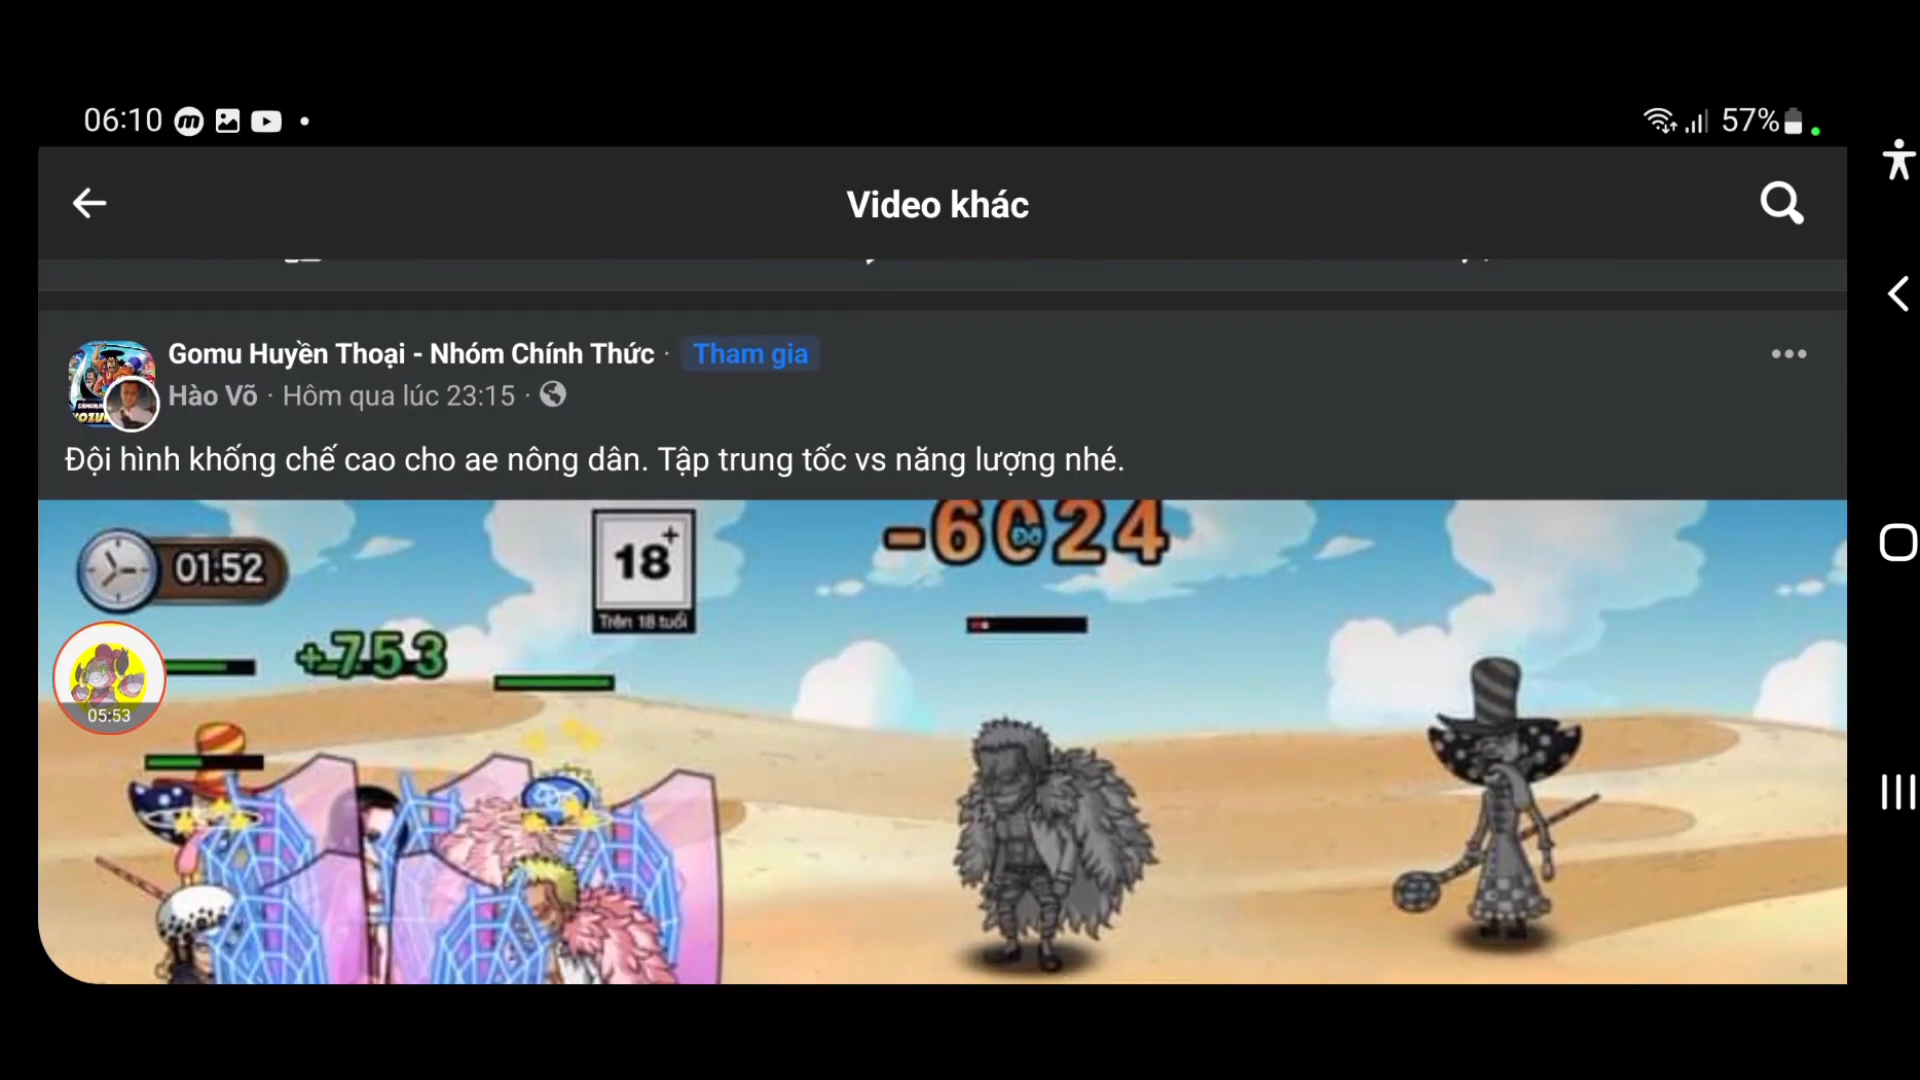 06:10
57%
Video khác
Gomu Huyền Thoại - Nhóm Chính Thức · Tham gia
Hào Võ · Hôm qua lúc 23:15 ·
Đội hình khống chế cao cho ae nông dân. Tập trung tốc vs năng lượng nhé.
01:52
18+
Trên 18 tuổi
-6024
+753
05:53